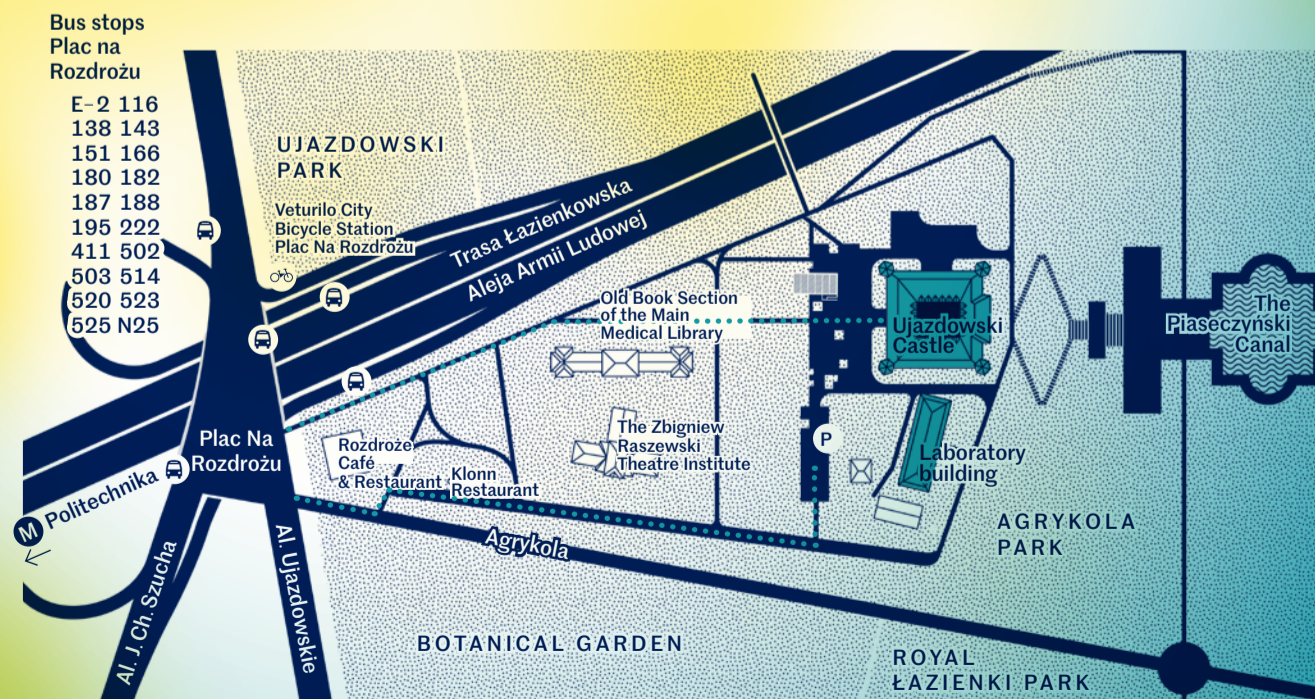 Bus stops
Plac na
Rozdrożu
E-2 116
138 143
151 166
180 182
187 188
195 222
411 502
503 514
520 523
525 N25
UJAZDOWSKI
PARK
Veturilo City
Bicycle Station
Plac Na Rozdrożu
Trasa Łazienkowska
Aleja Armii Ludowej
Old Book Section
of the Main
Medical Library
Ujazdowski
Castle
The
Piaseczyński
Canal
Plac Na
Rozdrożu
Rozdroże
Café
& Restaurant
Klonn
Restaurant
The Zbigniew
Raszewski
Theatre Institute
P
Laboratory
building
M Politechnika
Al. J. Ch. Szucha
Al. Ujazdowskie
Agrykola
AGRYKOLA
PARK
BOTANICAL GARDEN
ROYAL
ŁAZIENKI PARK